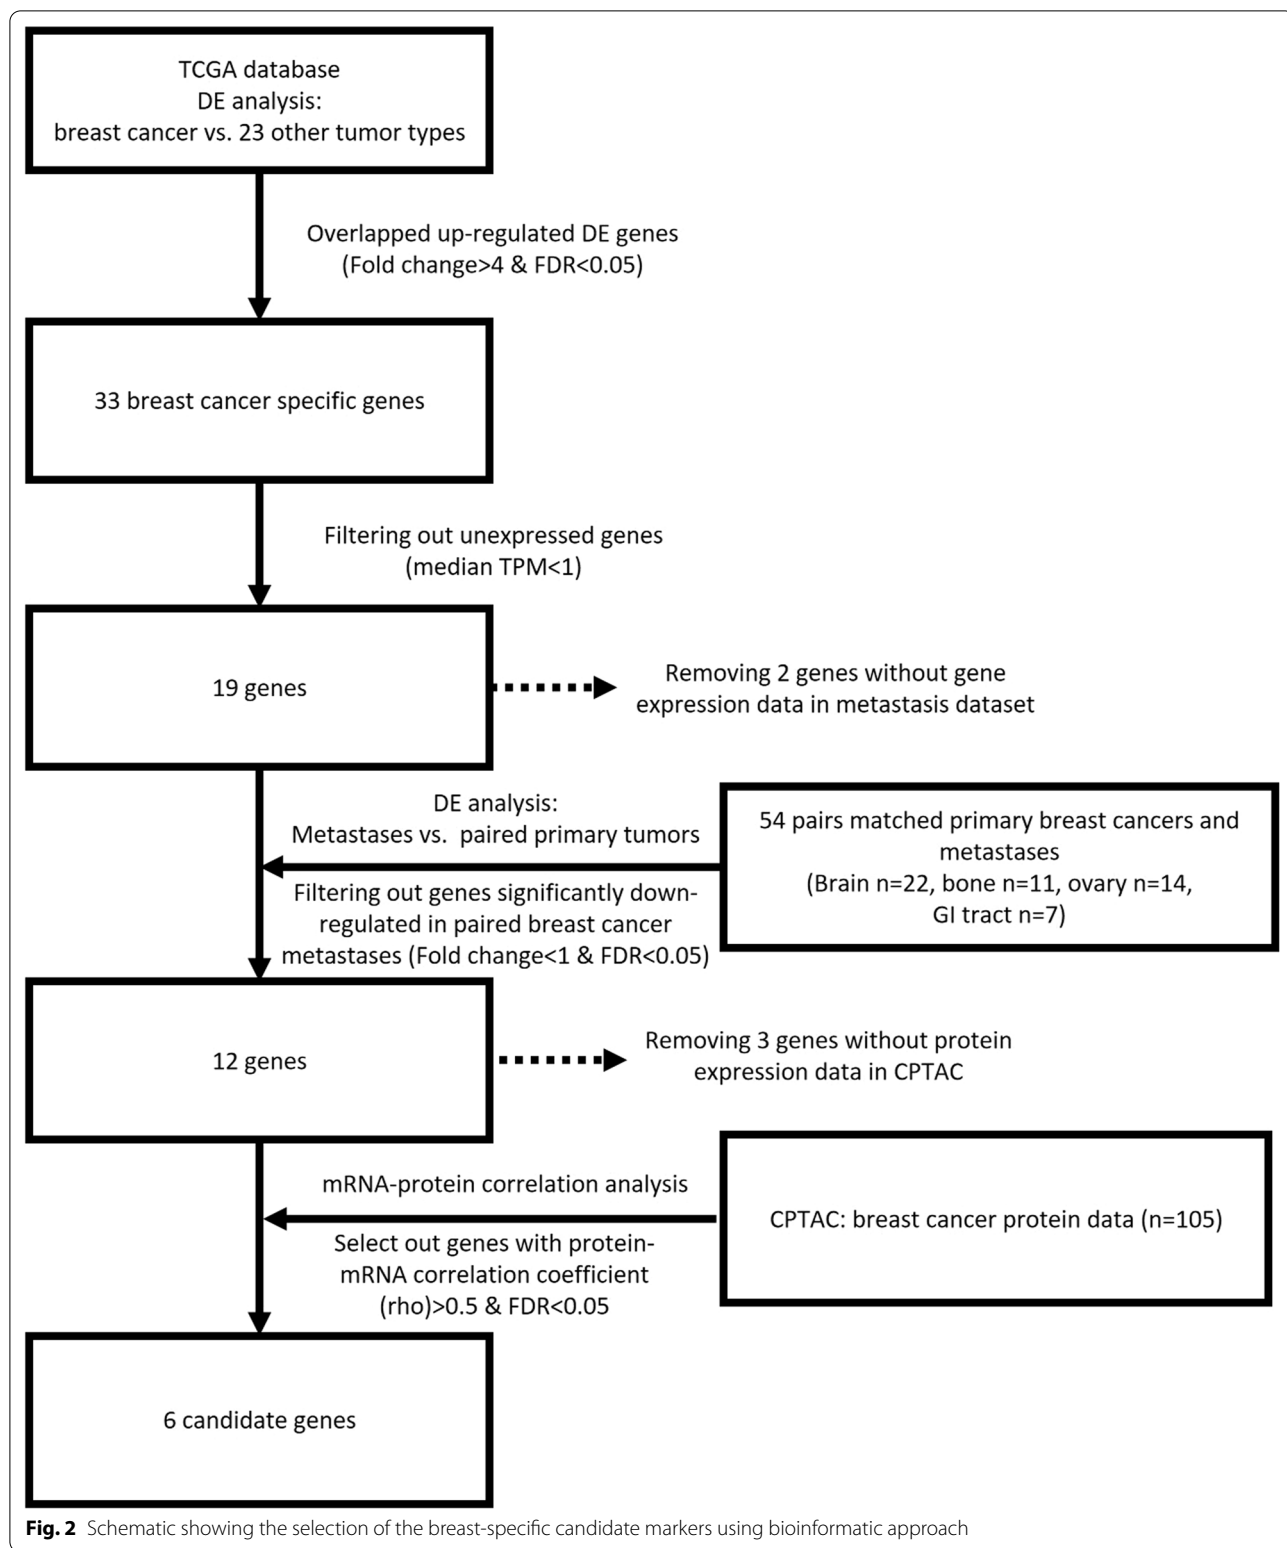 TCGA database
DE analysis:
breast cancer vs. 23 other tumor types
Overlapped up-regulated DE genes
(Fold change>4 & FDR<0.05)
33 breast cancer specific genes
Filtering out unexpressed genes
(median TPM<1)
19 genes
Removing 2 genes without gene
expression data in metastasis dataset
DE analysis:
Metastases vs. paired primary tumors
54 pairs matched primary breast cancers and
metastases
(Brain n=22, bone n=11, ovary n=14,
GI tract n=7)
Filtering out genes significantly down-
regulated in paired breast cancer
metastases (Fold change<1 & FDR<0.05)
12 genes
Removing 3 genes without protein
expression data in CPTAC
mRNA-protein correlation analysis
CPTAC: breast cancer protein data (n=105)
Select out genes with protein-
mRNA correlation coefficient
(rho)>0.5 & FDR<0.05
6 candidate genes
Fig. 2 Schematic showing the selection of the breast-specific candidate markers using bioinformatic approach